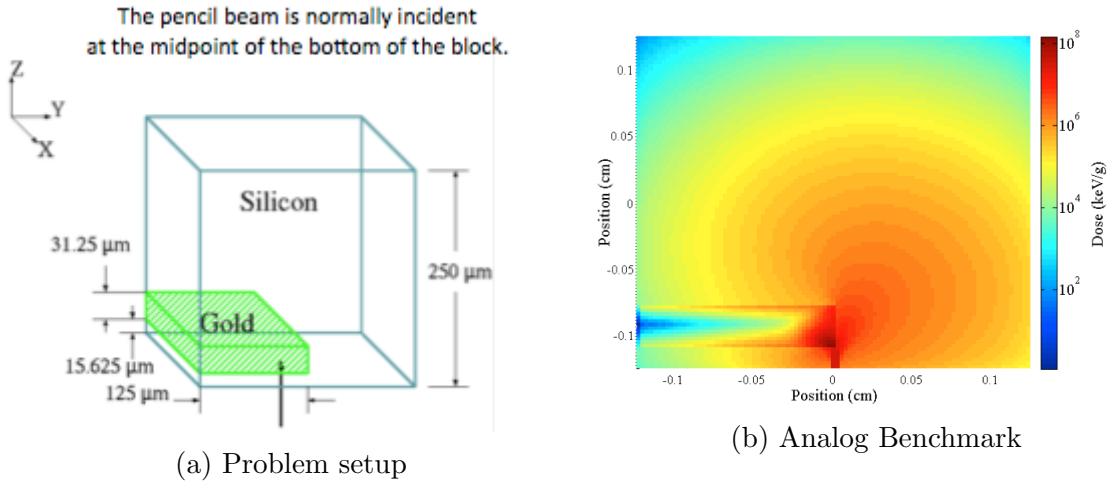 The pencil beam is normally incident
at the midpoint of the bottom of the block.
Z
Y
X
Silicon
31.25 μm
250 μm
Gold
15.625 μm
125 μm
(a) Problem setup
0.1
0.05
0
-0.05
-0.1
Position (cm)
-0.1
-0.05
0
0.05
0.1
Position (cm)
10^8
10^6
10^4
10^2
Dose (keV/g)
(b) Analog Benchmark